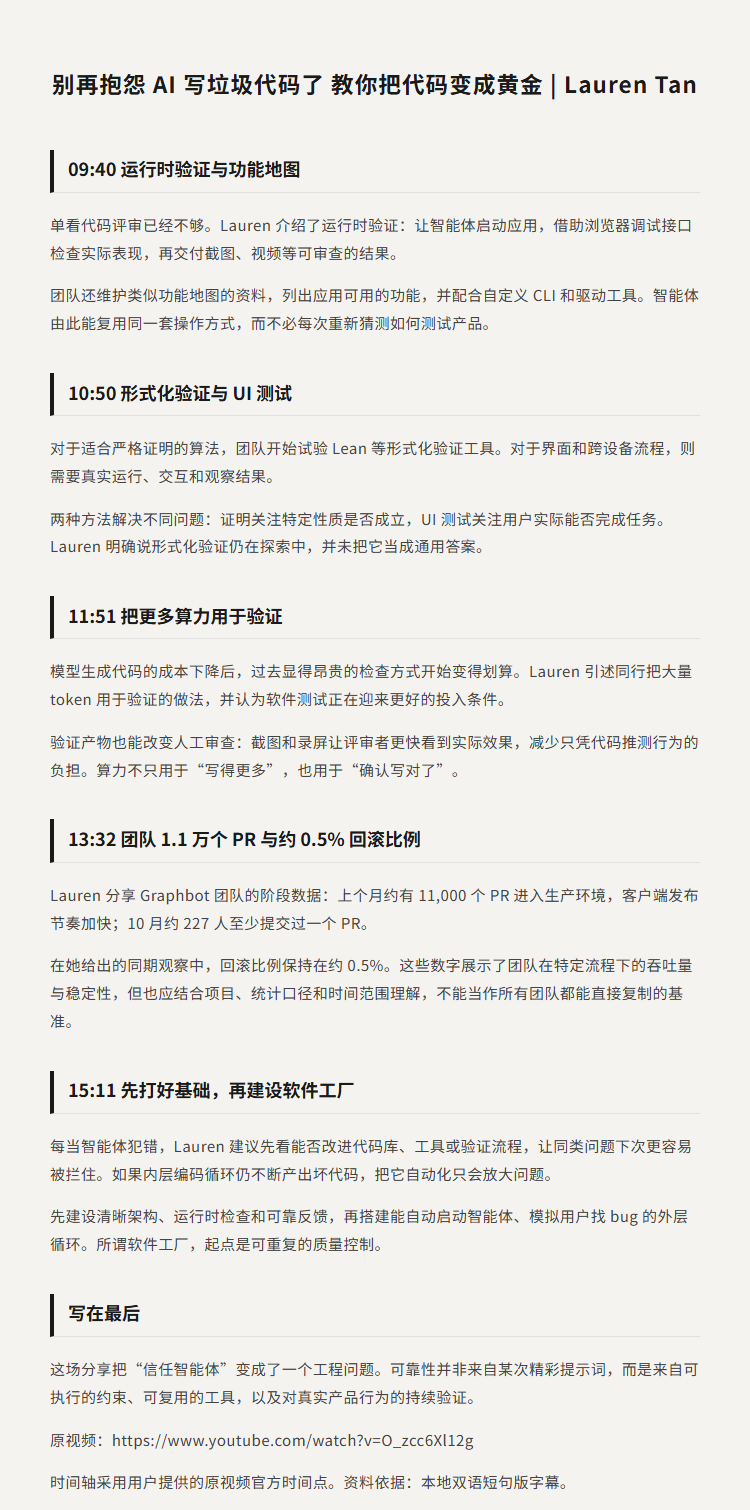 别再抱怨 AI 写垃圾代码了 教你把代码变成黄金 | Lauren Tan
09:40 运行时验证与功能地图
单看代码评审已经不够。Lauren 介绍了运行时验证：让智能体启动应用，借助浏览器调试接口
检查实际表现，再交付截图、视频等可审查的结果。
团队还维护类似功能地图的资料，列出应用可用的功能，并配合自定义 CLI 和驱动工具。智能体
由此能复用同一套操作方式，而不必每次重新猜测如何测试产品。
10:50 形式化验证与 UI 测试
对于适合严格证明的算法，团队开始试验 Lean 等形式化验证工具。对于界面和跨设备流程，则
需要真实运行、交互和观察结果。
两种方法解决不同问题：证明关注特定性质是否成立，UI 测试关注用户实际能否完成任务。
Lauren 明确说形式化验证仍在探索中，并未把它当成通用答案。
11:51 把更多算力用于验证
模型生成代码的成本下降后，过去显得昂贵的检查方式开始变得划算。Lauren 引述同行把大量
token 用于验证的做法，并认为软件测试正在迎来更好的投入条件。
验证产物也能改变人工审查：截图和录屏让评审者更快看到实际效果，减少只凭代码推测行为的
负担。算力不只用于“写得更多”，也用于“确认写对了”。
13:32 团队 1.1 万个 PR 与约 0.5% 回滚比例
Lauren 分享 Graphbot 团队的阶段数据：上个月约有 11,000 个 PR 进入生产环境，客户端发布
节奏加快；10 月约 227 人至少提交过一个 PR。
在她给出的同期观察中，回滚比例保持在约 0.5%。这些数字展示了团队在特定流程下的吞吐量
与稳定性，但也应结合项目、统计口径和时间范围理解，不能当作所有团队都能直接复制的基
准。
15:11 先打好基础，再建设软件工厂
每当智能体犯错，Lauren 建议先看能否改进代码库、工具或验证流程，让同类问题下次更容易
被拦住。如果内层编码循环仍不断产出坏代码，把它自动化只会放大问题。
先建设清晰架构、运行时检查和可靠反馈，再搭建能自动启动智能体、模拟用户找 bug 的外层
循环。所谓软件工厂，起点是可重复的质量控制。
写在最后
这场分享把“信任智能体”变成了一个工程问题。可靠性并非来自某次精彩提示词，而是来自可
执行的约束、可复用的工具，以及对真实产品行为的持续验证。
原视频：https://www.youtube.com/watch?v=O_zcc6Xl12g
时间轴采用用户提供的原视频官方时间点。资料依据：本地双语短句版字幕。